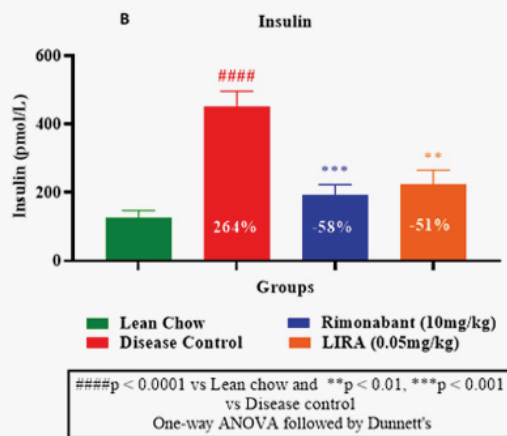 B
Insulin
Insulin (pmol/L)
600
400
200
0
####
***
**
264%
-58%
-51%
Groups
Lean Chow
Rimonabant (10mg/kg)
Disease Control
LIRA (0.05mg/kg)
####p < 0.0001 vs Lean chow and **p < 0.01, ***p < 0.001
vs Disease control
One-way ANOVA followed by Dunnett's